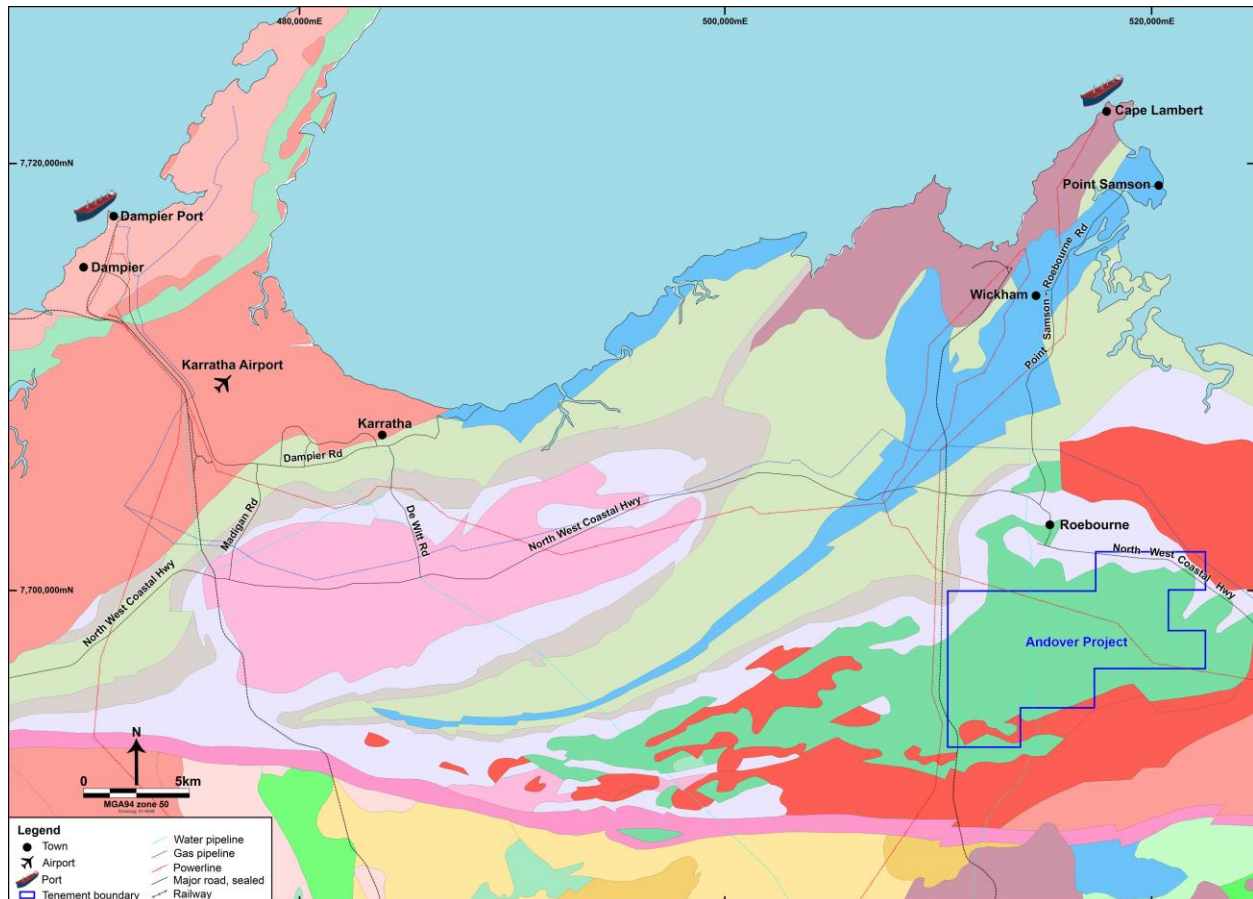 480,000mE
500,000mE
520,000mE
Cape Lambert
7,720,000mN
Point Samson
Dampier Port
Dampier
Wickham
Point Samson - Roebourne Rd
Karratha Airport
Karratha
Dampier Rd
Madigan Rd
De Witt Rd
North West Coastal Hwy
Roebourne
North West Coastal Hwy
7,700,000mN
North West Coastal Hwy
Andover Project
N
0 5km
MGA94 zone 50
Legend
Town
Airport
Port
Tenement boundary
Water pipeline
Gas pipeline
Powerline
Major road, sealed
Railway